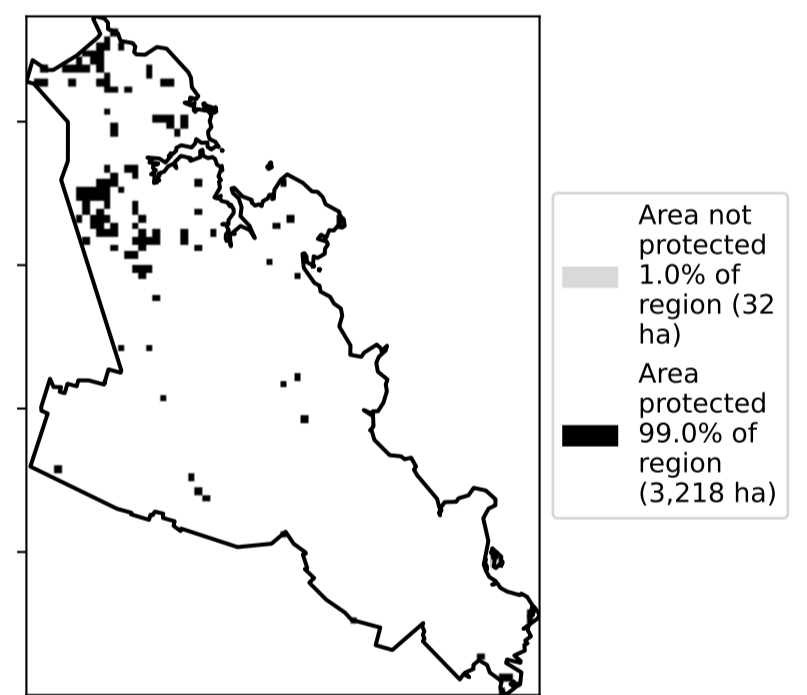 Area not
protected
1.0% of
region (32
ha)
Area
protected
99.0% of
region
(3,218 ha)